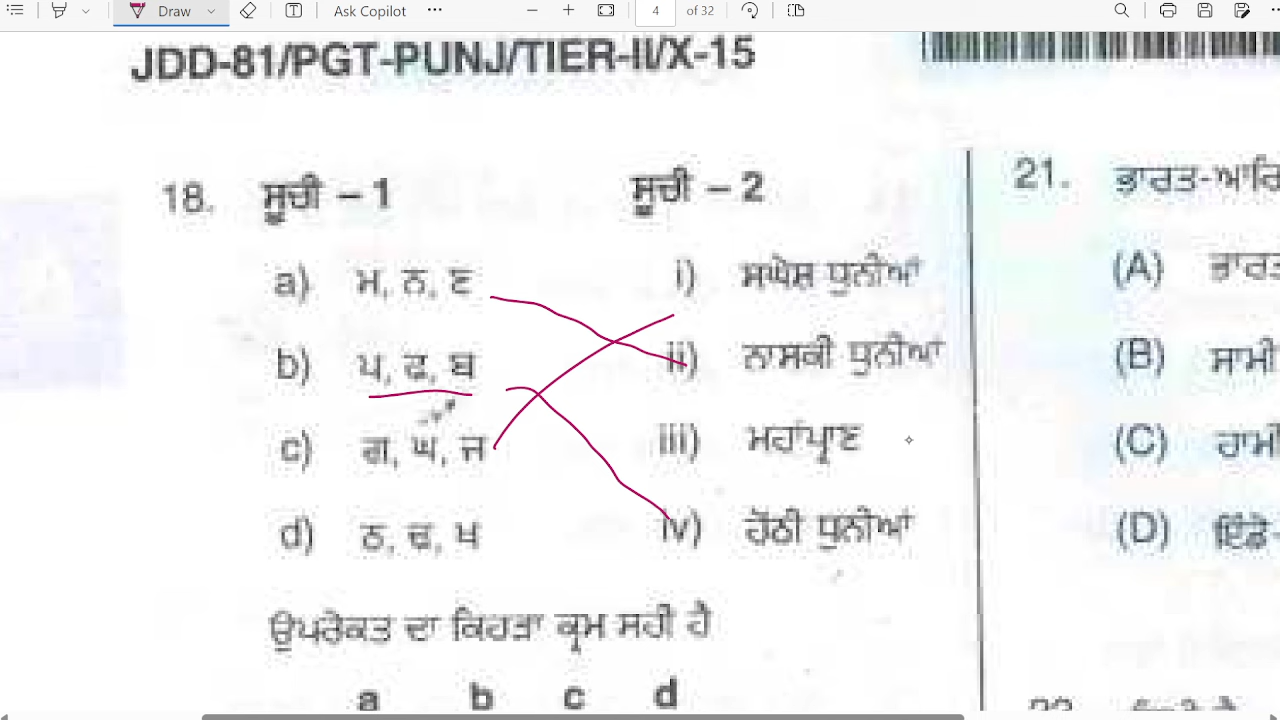 Draw
Ask Copilot
4 of 32
JDD-81/PGT-PUNJ/TIER-II/X-15
18. ਸੂਚੀ – 1 ਸੂਚੀ – 2
a) ਮ, ਨ, ਣ i) ਸਘੋਸ਼ ਧੁਨੀਆਂ
b) ਪ, ਫ, ਬ ii) ਨਾਸਕੀ ਧੁਨੀਆਂ
c) ਗ, ਘ, ਜ iii) ਮਹਾਂਪ੍ਰਾਣ
d) ਠ, ਢ, ਖ iv) ਹੋਂਠੀ ਧੁਨੀਆਂ
ਉਪਰੋਕਤ ਦਾ ਕਿਹੜਾ ਕ੍ਰਮ ਸਹੀ ਹੈ
a b c d
21. ਭਾਰਤ-ਆਰਿ
(A) ਭਾਰਤ
(B) ਸਾਮੀ
(C) ਹਾਮੀ
(D) ਇੰਡੋ-